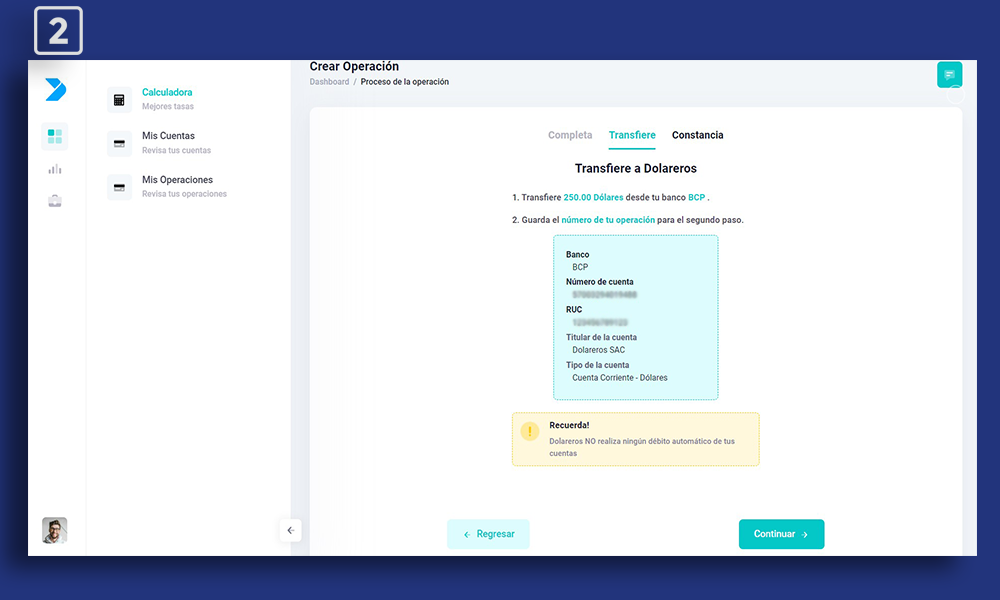 2
Crear Operación
Dashboard / Proceso de la operación
Calculadora
Mejores tasas
Mis Cuentas
Revisa tus cuentas
Mis Operaciones
Revisa tus operaciones
Completa Transfiere Constancia
Transfiere a Dolareros
1. Transfiere 250.00 Dólares desde tu banco BCP .
2. Guarda el número de tu operación para el segundo paso.
Banco
BCP
Número de cuenta
RUC
Titular de la cuenta
Dolareros SAC
Tipo de la cuenta
Cuenta Corriente - Dólares
Recuerda!
Dolareros NO realiza ningún débito automático de tus
cuentas
← Regresar
Continuar →